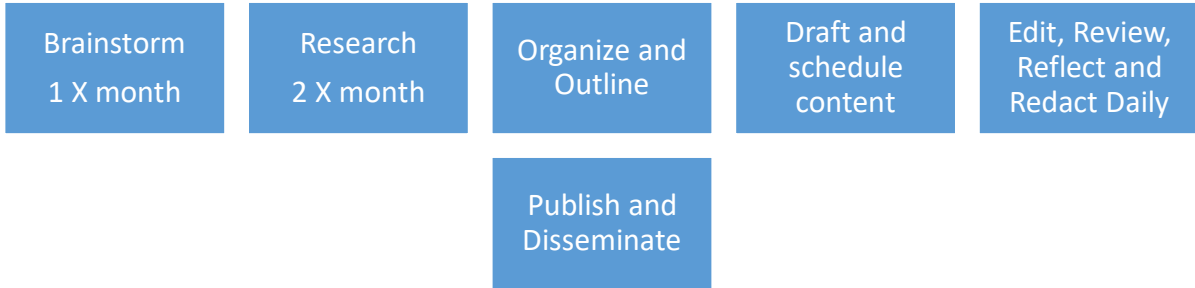 Brainstorm
1 X month
Research
2 X month
Organize and
Outline
Draft and
schedule
content
Edit, Review,
Reflect and
Redact Daily
Publish and
Disseminate